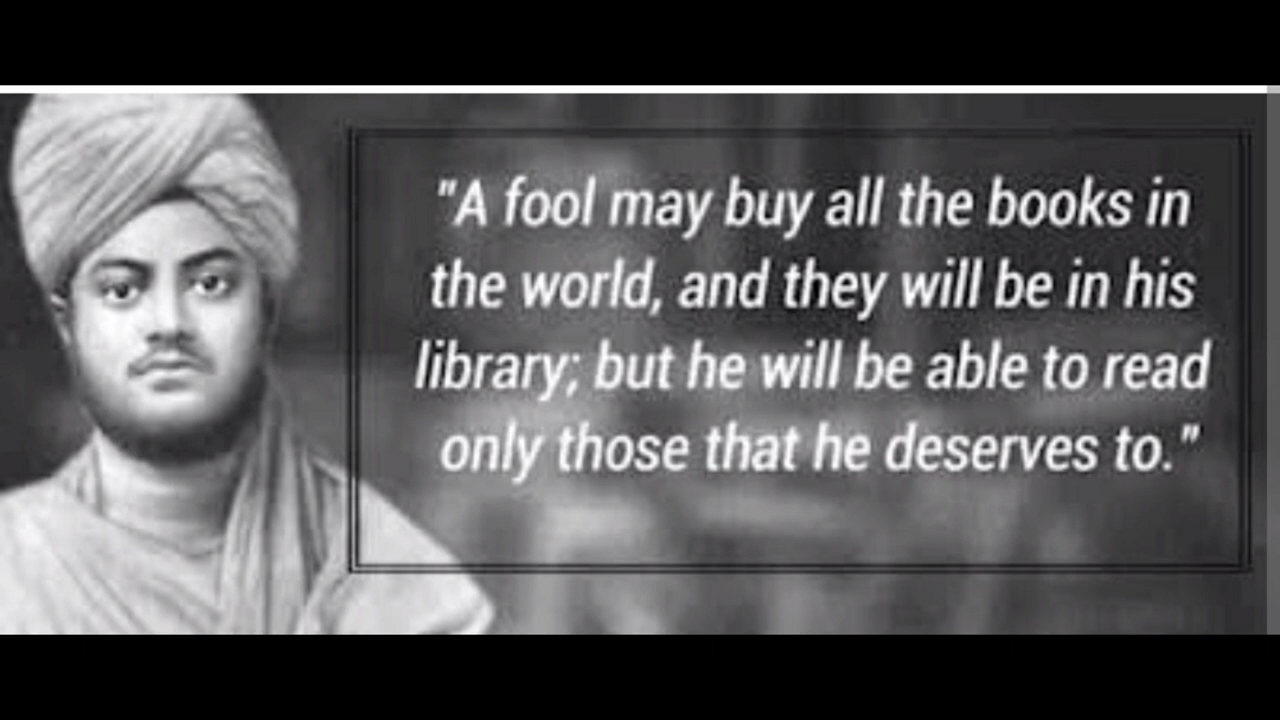 "A fool may buy all the books in
the world, and they will be in his
library; but he will be able to read
only those that he deserves to."